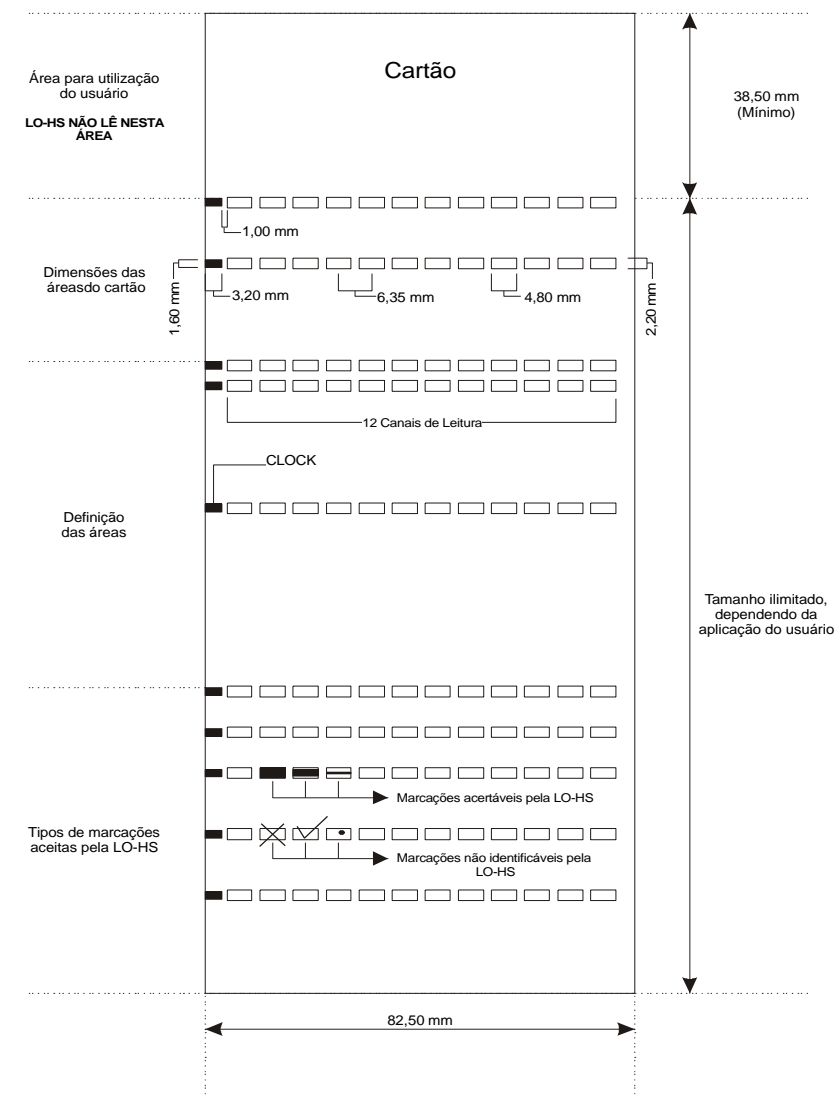 Cartão
Área para utilização
do usuário
LO-HS NÃO LÊ NESTA
ÁREA
38,50 mm
(Mínimo)
1,00 mm
Dimensões das
áreasdo cartão
1,60 mm
3,20 mm
6,35 mm
4,80 mm
2,20 mm
12 Canais de Leitura
CLOCK
Definição
das áreas
Tamanho ilimitado,
dependendo da
aplicação do usuário
Marcações acertáveis pela LO-HS
Tipos de marcações
aceitas pela LO-HS
Marcações não identificáveis pela
LO-HS
82,50 mm